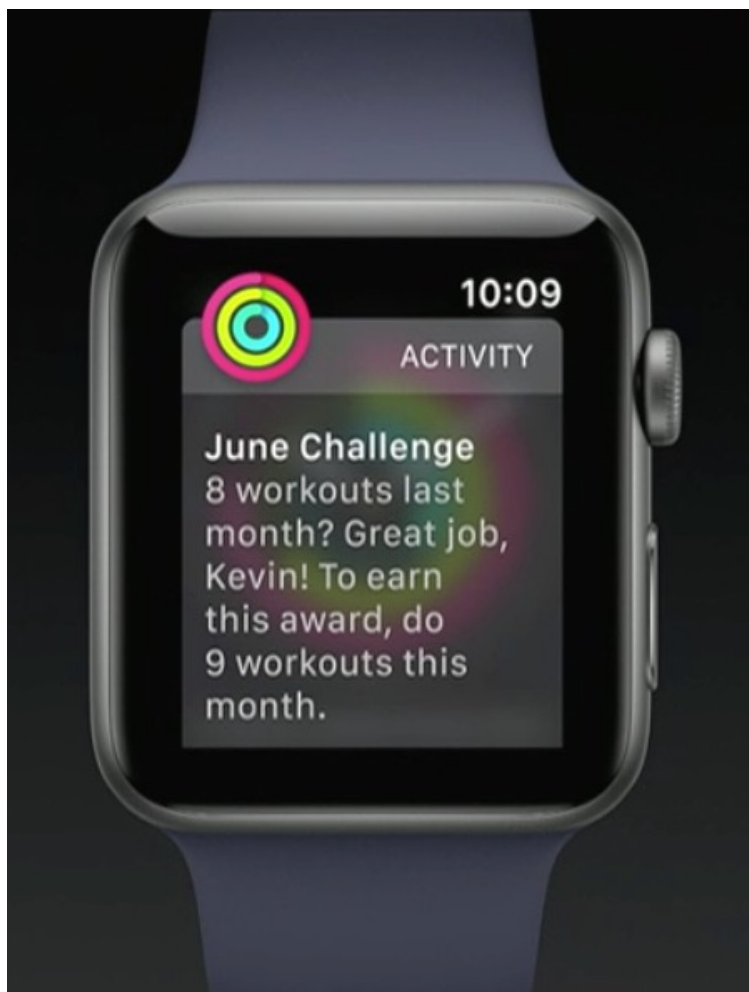 10:09
ACTIVITY
June Challenge
8 workouts last
month? Great job,
Kevin! To earn
this award, do
9 workouts this
month.